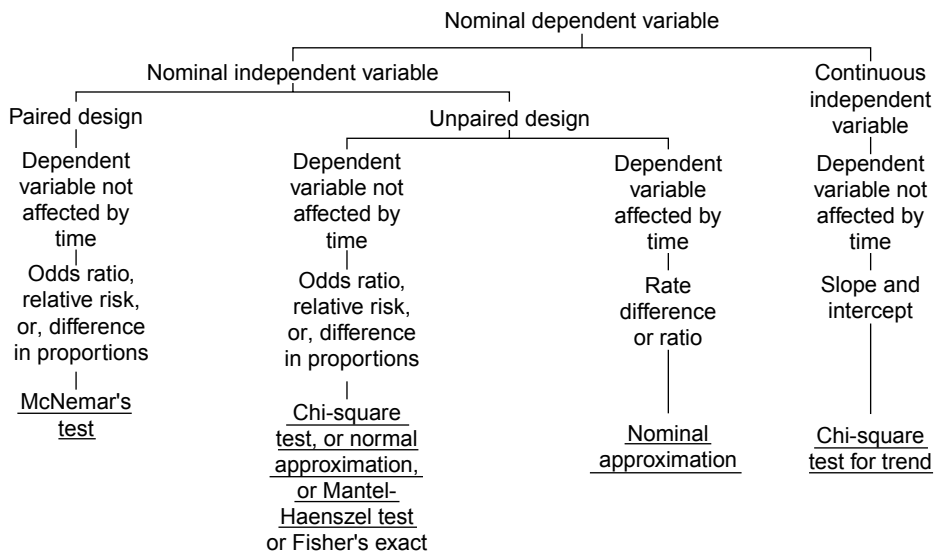 Nominal dependent variable
Nominal independent variable
Continuous
independent
variable
Paired design
Unpaired design
Dependent
variable not
affected by
time
Dependent
variable not
affected by
time
Dependent
variable
affected by
time
Dependent
variable not
affected by
time
Odds ratio,
relative risk,
or, difference
in proportions
Odds ratio,
relative risk,
or, difference
in proportions
Rate
difference
or ratio
Slope and
intercept
McNemar's
test
Chi-square
test, or normal
approximation,
or Mantel-
Haenszel test
or Fisher's exact
Nominal
approximation
Chi-square
test for trend